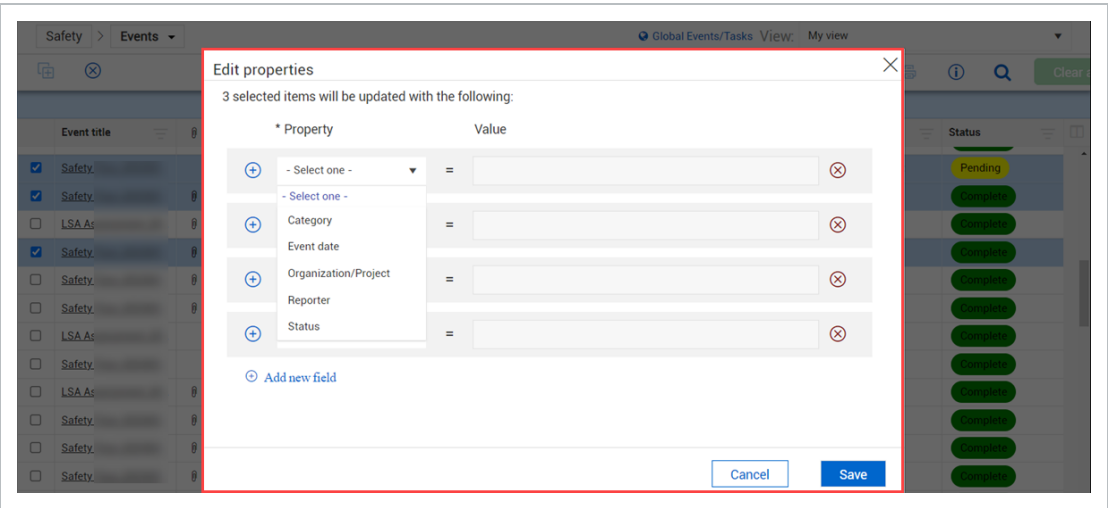 Safety > Events
Global Events/Tasks View: My view
Clear
Edit properties
3 selected items will be updated with the following:
* Property Value
Event title
Status
- Select one - =
- Select one -
Category
Event date
Organization/Project
Reporter
Status
=
=
=
Add new field
Cancel Save
Safety
Pending
Safety
Complete
LSA
Complete
Safety
Complete
Safety
Complete
Safety
Complete
LSA
Complete
Safety
Complete
LSA
Complete
Safety
Complete
Safety
Complete
Safety
Complete